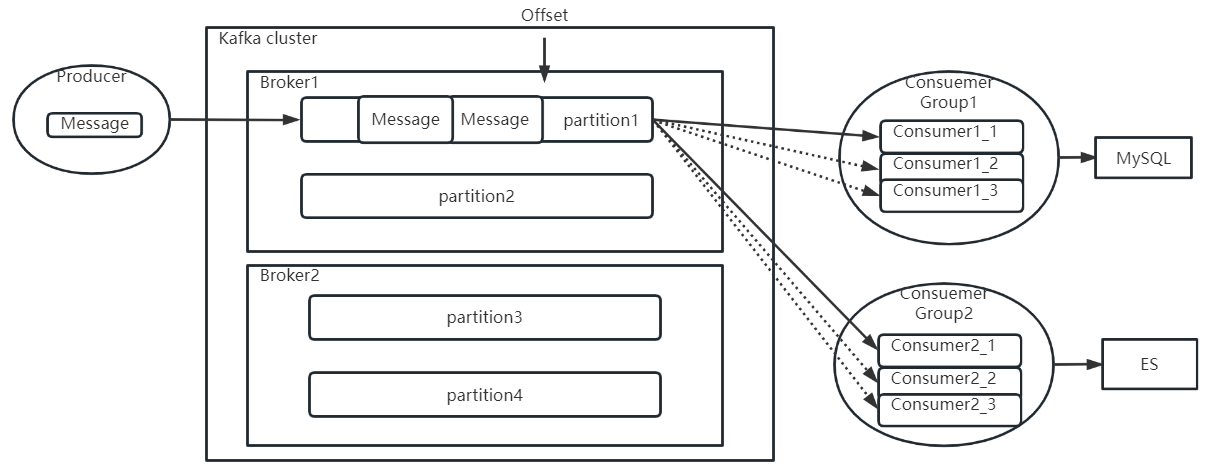 Offset
Kafka cluster
Producer
Message
Broker1
Message
Message
partition1
partition2
Broker2
partition3
partition4
Consuemer
Group1
Consumer1_1
Consumer1_2
Consumer1_3
MySQL
Consuemer
Group2
Consumer2_1
Consumer2_2
Consumer2_3
ES